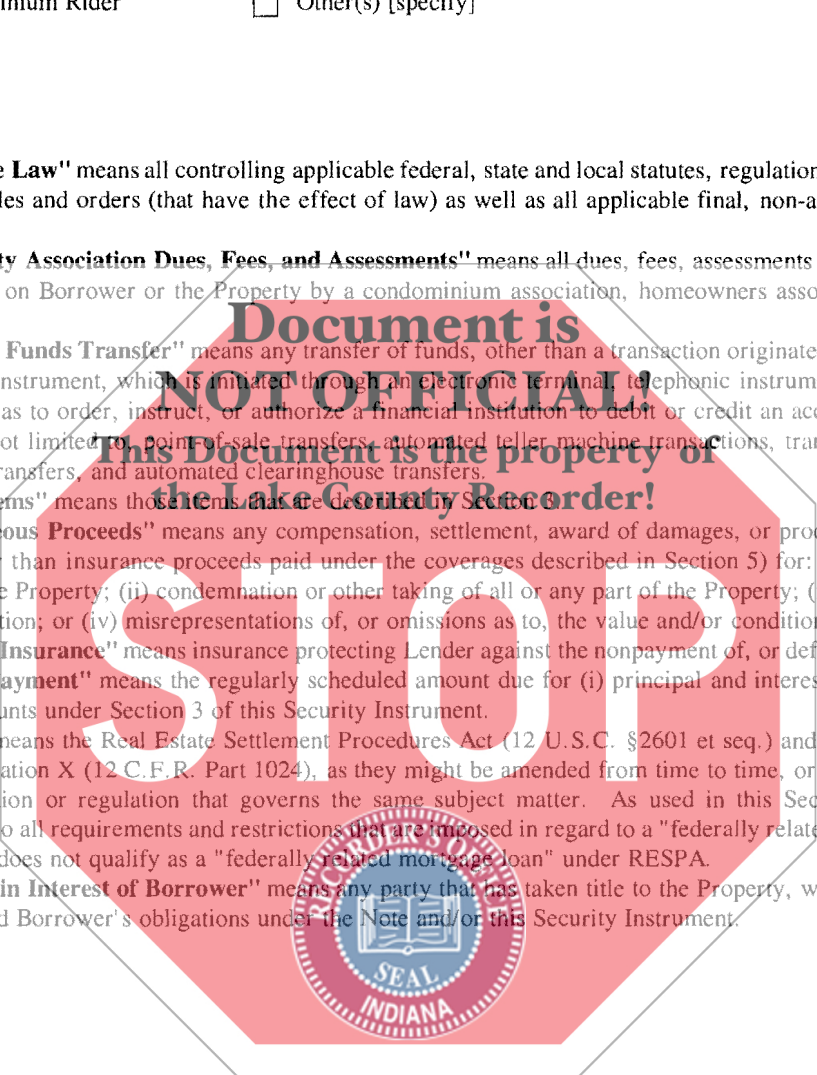 inium Rider Other(s) [specify]
e Law" means all controlling applicable federal, state and local statutes, regulation
les and orders (that have the effect of law) as well as all applicable final, non-a
ty Association Dues, Fees, and Assessments" means all dues, fees, assessments
on Borrower or the Property by a condominium association, homeowners asso
Document is
Funds Transfer" means any transfer of funds, other than a transaction originate
nstrument, which is initiated through an electronic terminal, telephonic instrum
NOT OFFICIAL!
as to order, instruct, or authorize a financial institution to debit or credit an acc
ot limited to, point-of-sale transfers, automated teller machine transactions, tran
This Document is the property of
ransfers, and automated clearinghouse transfers.
ems" means those items that are described in Section 3.
the Lake County Recorder!
ous Proceeds" means any compensation, settlement, award of damages, or proc
r than insurance proceeds paid under the coverages described in Section 5) for:
e Property; (ii) condemnation or other taking of all or any part of the Property; (
tion; or (iv) misrepresentations of, or omissions as to, the value and/or condition
Insurance" means insurance protecting Lender against the nonpayment of, or def
ayment" means the regularly scheduled amount due for (i) principal and interes
unts under Section 3 of this Security Instrument.
STOP
neans the Real Estate Settlement Procedures Act (12 U.S.C. §2601 et seq.) and
ation X (12 C.F.R. Part 1024), as they might be amended from time to time, or
ion or regulation that governs the same subject matter. As used in this Sec
o all requirements and restrictions that are imposed in regard to a "federally relate
does not qualify as a "federally related mortgage loan" under RESPA.
in Interest of Borrower" means any party that has taken title to the Property, w
d Borrower's obligations under the Note and/or this Security Instrument.
RECORDER'S OFFICE
SEAL
INDIANA